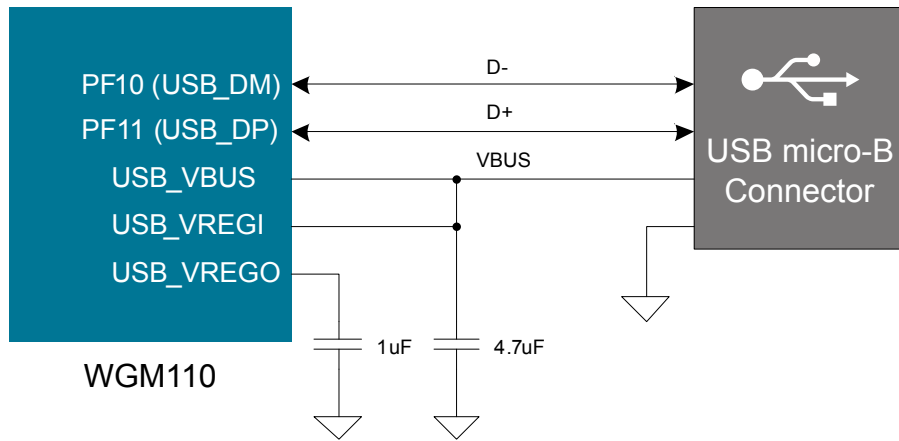 PF10 (USB_DM)
PF11 (USB_DP)
USB_VBUS
USB_VREGI
USB_VREGO
WGM110
D-
D+
VBUS
1uF
4.7uF
USB micro-B
Connector